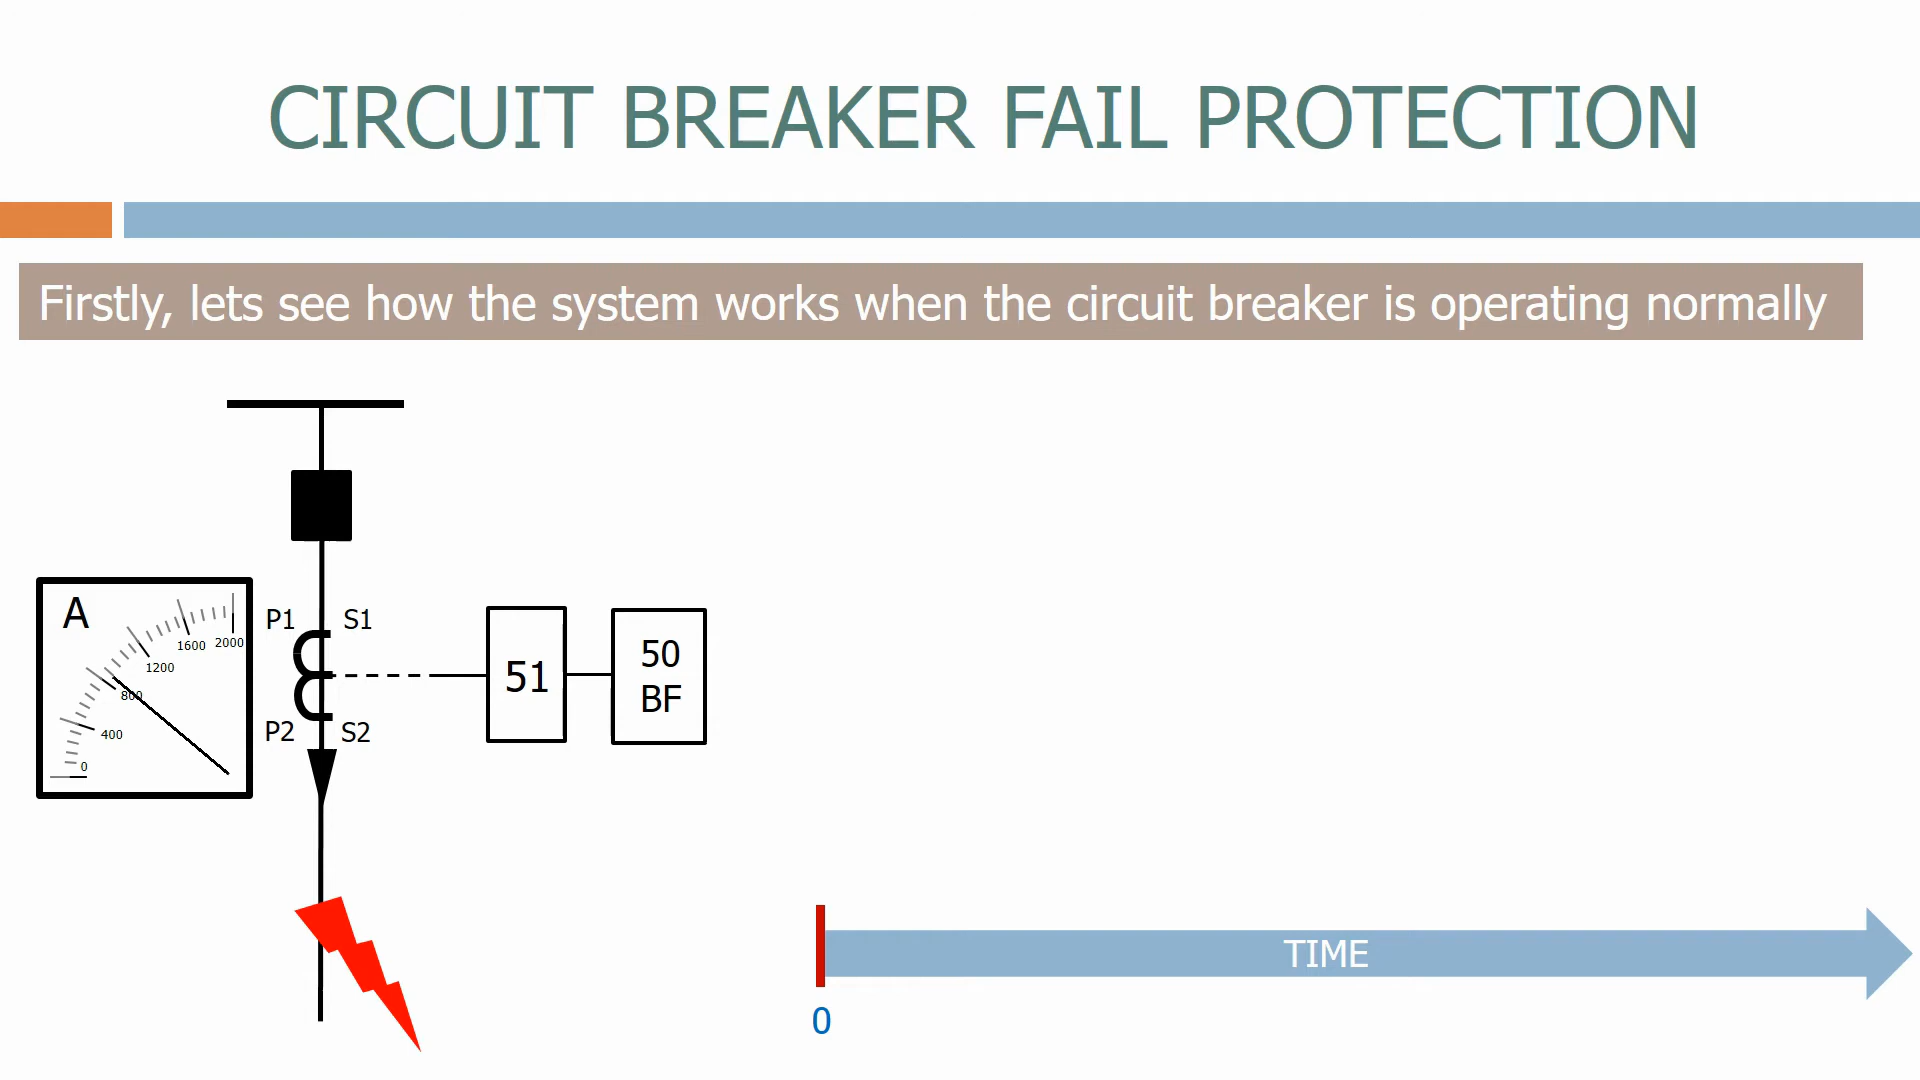 CIRCUIT BREAKER FAIL PROTECTION
Firstly, lets see how the system works when the circuit breaker is operating normally
A
0
400
800
1200
1600
2000
P1
S1
P2
S2
51
50
BF
TIME
0